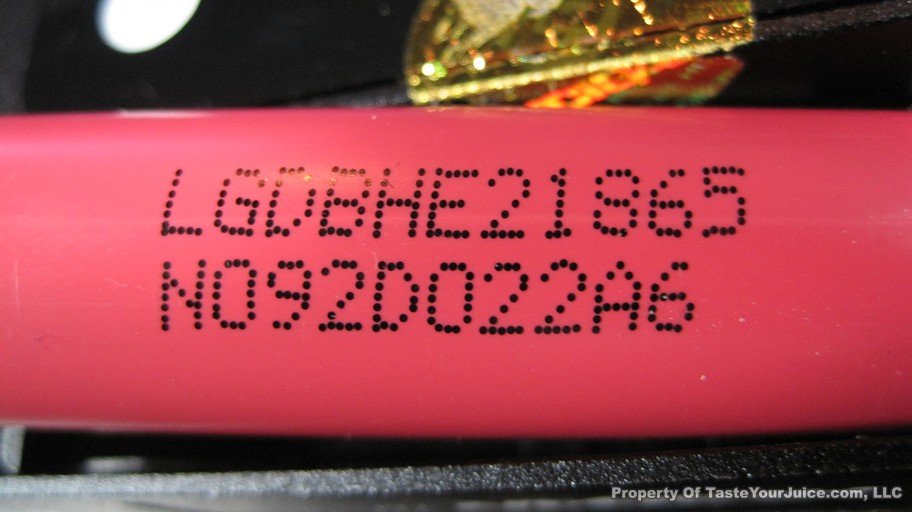 LGDBHE21865
N092D022A6
Property Of TasteYourJuice.com, LLC